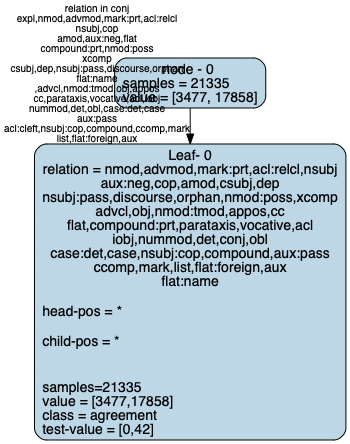 relation in conj
expl,nmod,advmod,mark:prt,acl:relcl
nsubj,cop
amod,aux:neg,flat
compound:prt,nmod:poss
xcomp
csubj,dep,nsubj:pass,discourse,orphan
flat:name
,advcl,nmod:tmod,obj,appos
cc,parataxis,vocative,acl,iobj
nummod,det,obl,case:det,case
aux:pass
acl:cleft,nsubj:cop,compound,ccomp,mark
list,flat:foreign,aux
node - 0
samples = 21335
value = [3477, 17858]
Leaf- 0
relation = nmod,advmod,mark:prt,acl:relcl,nsubj
aux:neg,cop,amod,csubj,dep
nsubj:pass,discourse,orphan,nmod:poss,xcomp
advcl,obj,nmod:tmod,appos,cc
flat,compound:prt,parataxis,vocative,acl
iobj,nummod,det,conj,obl
case:det,case,nsubj:cop,compound,aux:pass
ccomp,mark,list,flat:foreign,aux
flat:name
head-pos = *
child-pos = *
samples=21335
value = [3477,17858]
class = agreement
test-value = [0,42]